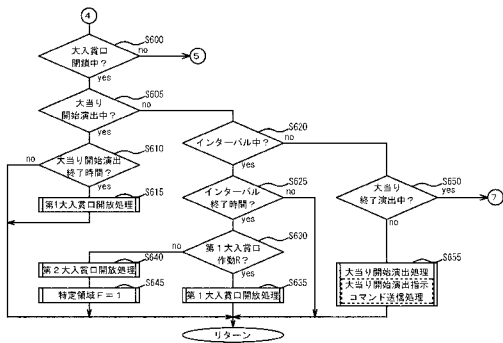 4
S600
大入賞口
閉鎖中？
no
5
yes
S605
大当り
開始演出中？
no
yes
S610
no
大当り開始演出
終了時間？
yes
S615
第1大入賞口開放処理
S620
インターバル中？
no
yes
S625
インターバル
終了時間？
no
yes
S630
no
第１大入賞口
作動R？
yes
S640
第２大入賞口開放処理
S645
特定領域F＝1
S635
第１大入賞口開放処理
S650
大当り
終了演出中？
yes
7
no
S655
大当り開始演出処理
大当り開始演出指示
コマンド送信処理
リターン